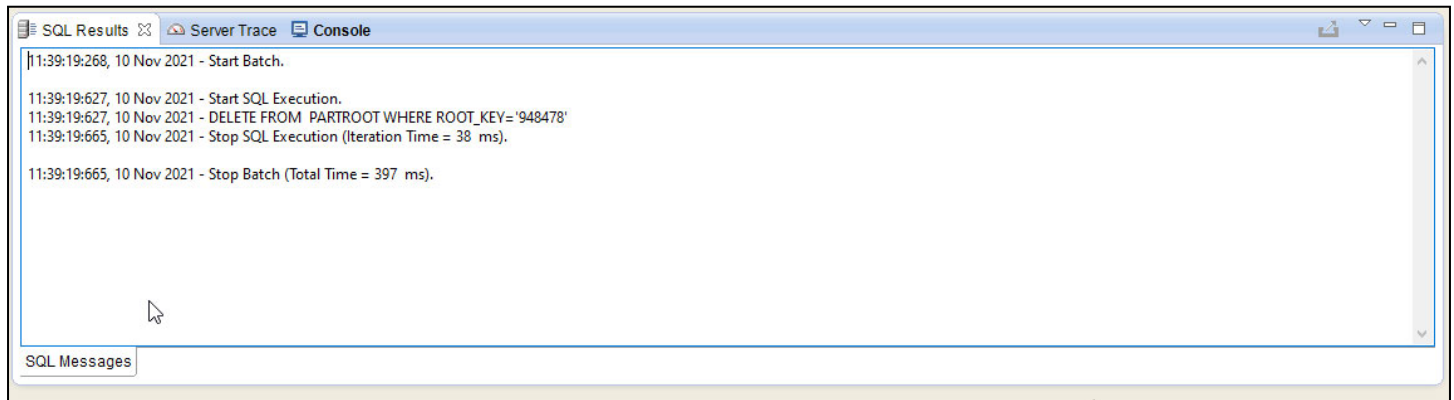 SQL Results Server Trace Console
11:39:19:268, 10 Nov 2021 - Start Batch.
11:39:19:627, 10 Nov 2021 - Start SQL Execution.
11:39:19:627, 10 Nov 2021 - DELETE FROM  PARTROOT WHERE ROOT_KEY='948478'
11:39:19:665, 10 Nov 2021 - Stop SQL Execution (Iteration Time = 38  ms).
11:39:19:665, 10 Nov 2021 - Stop Batch (Total Time = 397  ms).
SQL Messages